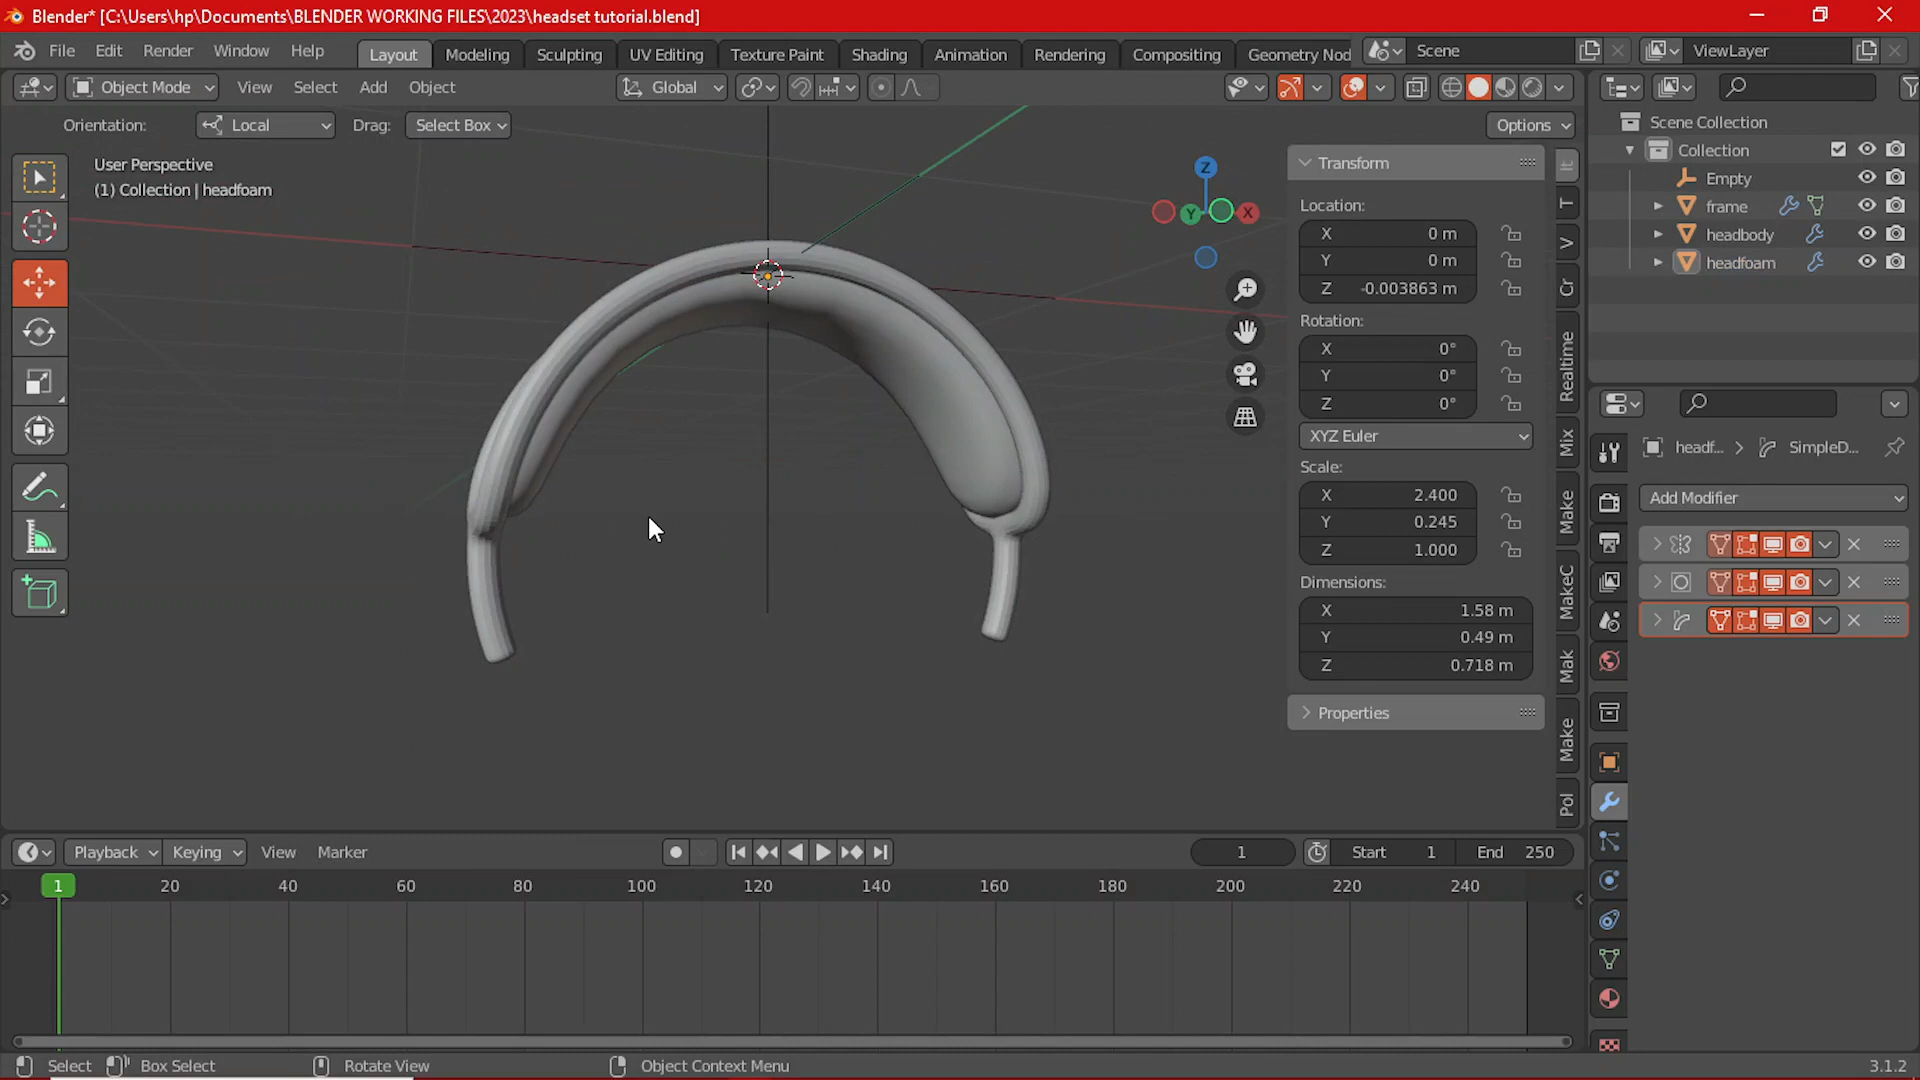 Blender* [C:\Users\hp\Documents\BLENDER WORKING FILES\2023\headset tutorial.blend]
File Edit Render Window Help Layout Modeling Sculpting UV Editing Texture Paint Shading Animation Rendering Compositing Geometry Nod Scene ViewLayer
Object Mode View Select Add Object Global
Orientation: Local Drag: Select Box Options
User Perspective
(1) Collection | headfoam
Z
Y
X
Transform
Location:
X 0 m
Y 0 m
Z -0.003863 m
Rotation:
X 0°
Y 0°
Z 0°
XYZ Euler
Scale:
X 2.400
Y 0.245
Z 1.000
Dimensions:
X 1.58 m
Y 0.49 m
Z 0.718 m
Properties
It
T
V
Cr
Realtime
Mix
Make
MakeC
Mak
Make
Pol
Scene Collection
Collection
Empty
frame
headbody
headfoam
headf... SimpleD...
Add Modifier
Playback Keying View Marker 1 Start 1 End 250
1 20 40 60 80 100 120 140 160 180 200 220 240
Select Box Select Rotate View Object Context Menu 3.1.2